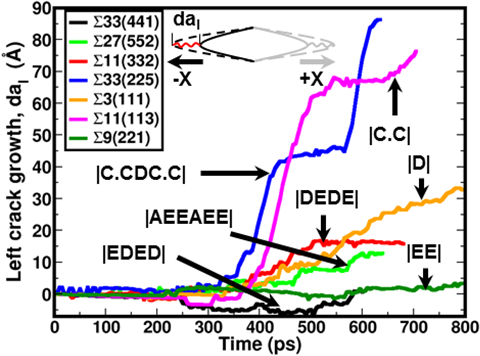 90
80
70
60
50
40
30
20
10
0
-10
Left crack growth, da_l (Å)
Σ33(441)
Σ27(552)
Σ11(332)
Σ33(225)
Σ3(111)
Σ11(113)
Σ9(221)
da_l
-X
+X
|C.C|
|C.CDC.C|
|D|
|DEDE|
|AEEAEE|
|EE|
|EDED|
0 100 200 300 400 500 600 700 800
Time (ps)